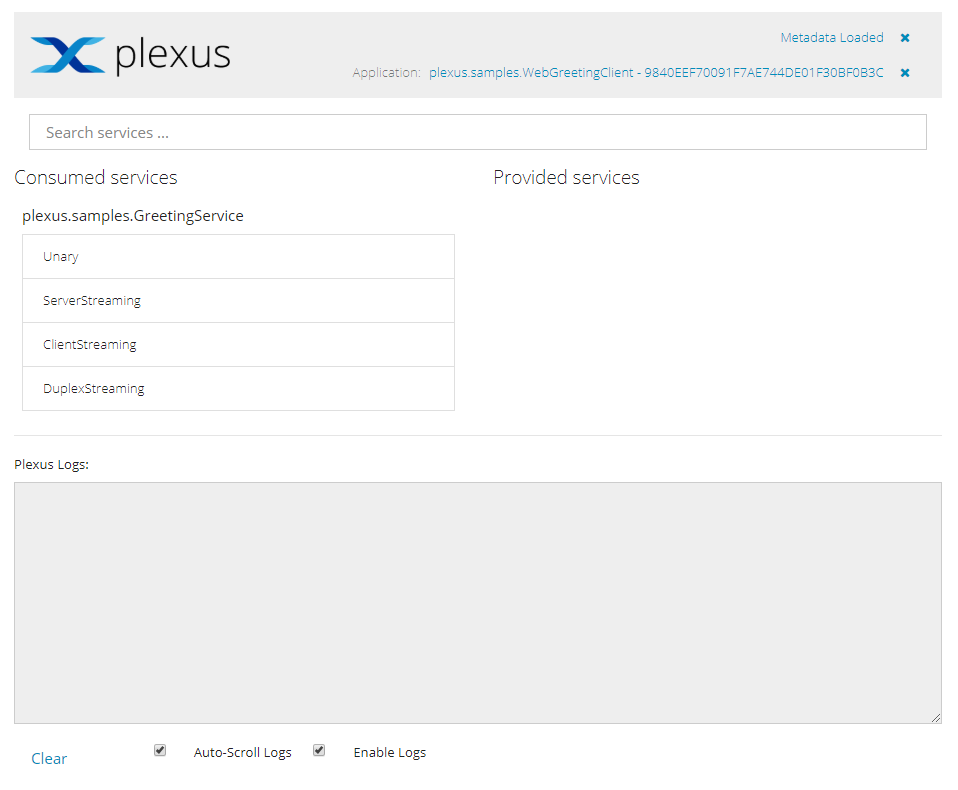 plexus
Metadata Loaded
Application: plexus.samples.WebGreetingClient - 9840EEF70091F7AE744DE01F30BF0B3C
Search services ...
Consumed services
Provided services
plexus.samples.GreetingService
Unary
ServerStreaming
ClientStreaming
DuplexStreaming
Plexus Logs:
Clear
Auto-Scroll Logs
Enable Logs